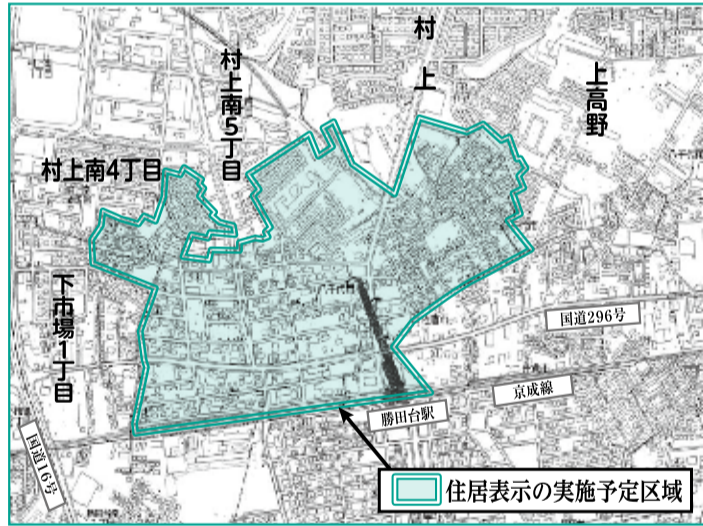 村上
上高野
村上南5丁目
村上南4丁目
下市場1丁目
国道296号
京成線
勝田台駅
国道16号
住居表示の実施予定区域